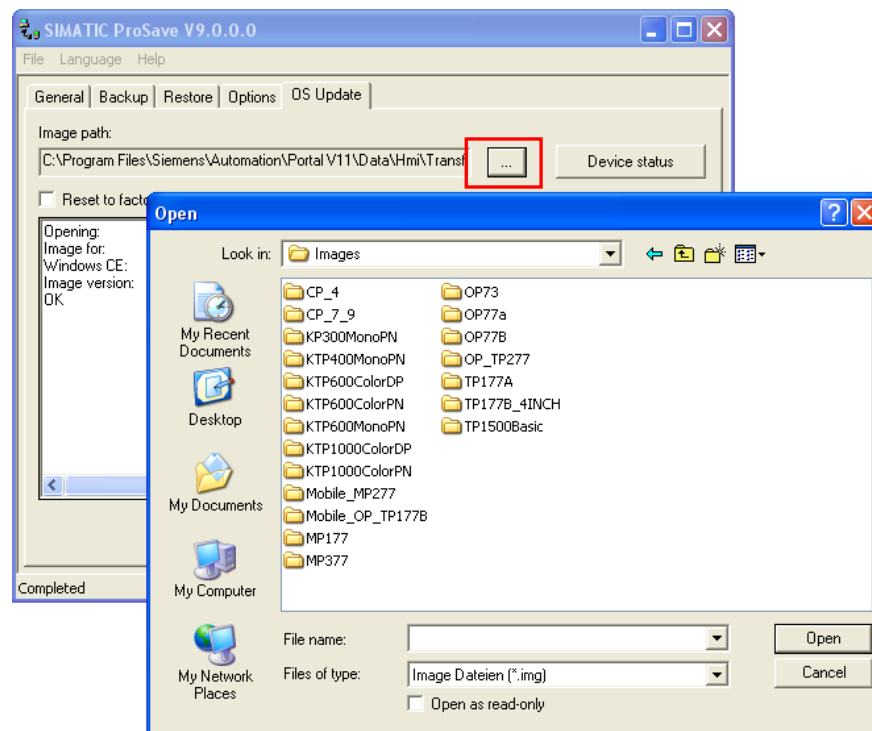 SIMATIC ProSave V9.0.0.0
File Language Help
General Backup Restore Options OS Update
Image path:
C:\Program Files\Siemens\Automation\Portal V11\Data\Hmi\Transf ... Device status
Reset to facto
Opening:
Image for:
Windows CE:
Image version:
OK
Completed
Open
Look in: Images
My Recent Documents
Desktop
My Documents
My Computer
My Network Places
CP_4
CP_7_9
KP300MonoPN
KTP400MonoPN
KTP600ColorDP
KTP600ColorPN
KTP600MonoPN
KTP1000ColorDP
KTP1000ColorPN
Mobile_MP277
Mobile_OP_TP177B
MP177
MP377
OP73
OP77a
OP77B
OP_TP277
TP177A
TP177B_4INCH
TP1500Basic
File name: Open
Files of type: Image Dateien (*.img) Cancel
Open as read-only